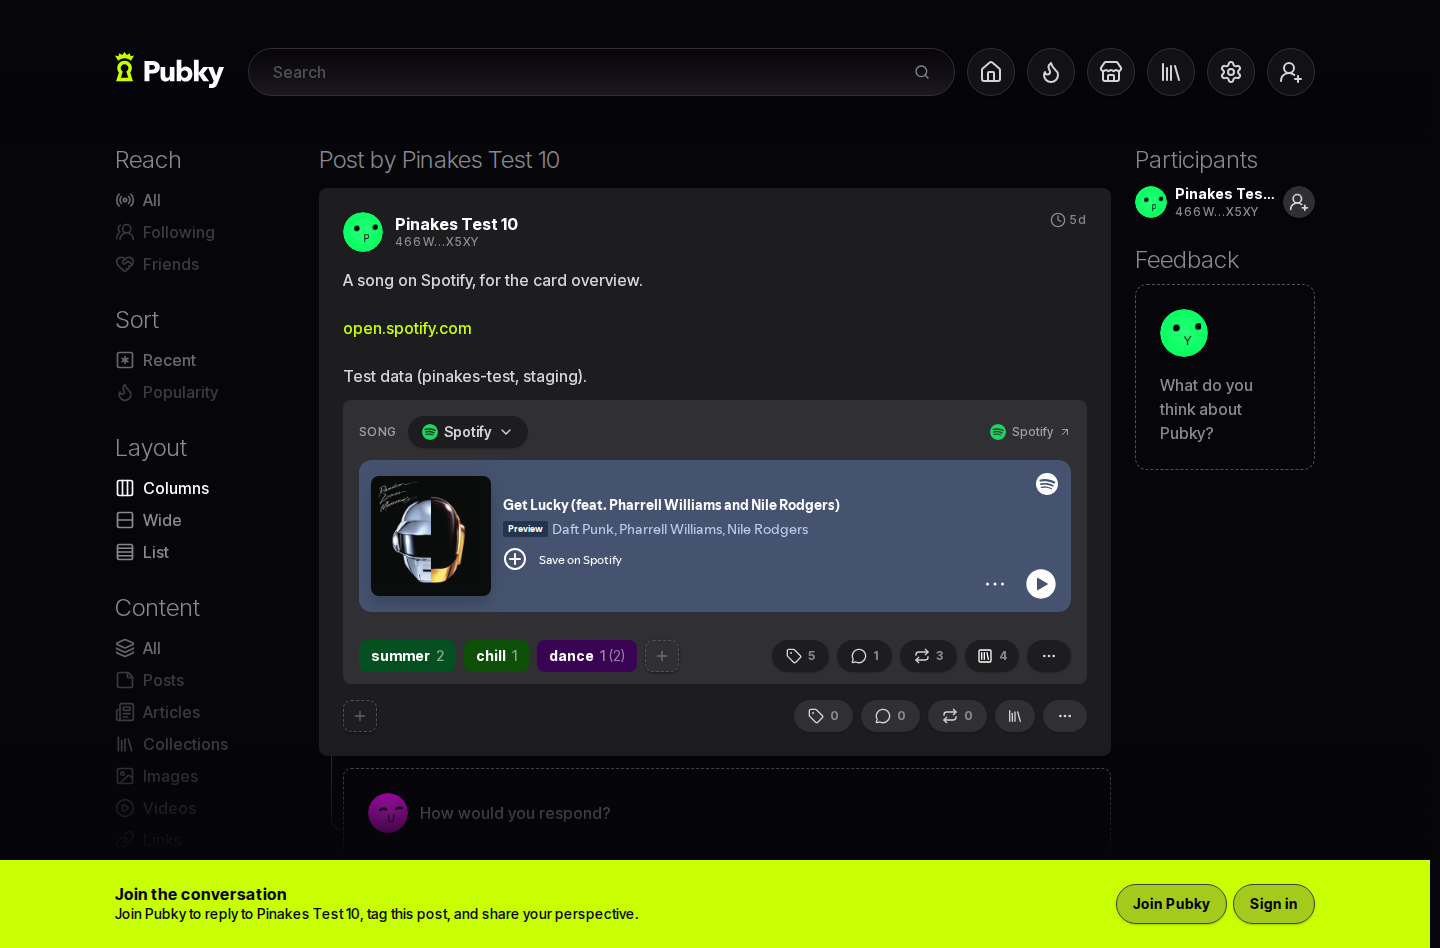 Pubky
Search
Reach
All
Following
Friends
Sort
Recent
Popularity
Layout
Columns
Wide
List
Content
All
Posts
Articles
Collections
Images
Videos
Links
Post by Pinakes Test 10
P
Pinakes Test 10
466W...X5XY
5d
A song on Spotify, for the card overview.
open.spotify.com
Test data (pinakes-test, staging).
SONG
Spotify
Spotify
Get Lucky (feat. Pharrell Williams and Nile Rodgers)
Preview Daft Punk, Pharrell Williams, Nile Rodgers
Save on Spotify
summer 2
chill 1
dance 1 (2)
5
1
3
4
0
0
0
U
How would you respond?
Participants
P
Pinakes Tes...
466W...X5XY
Feedback
Y
What do you
think about
Pubky?
Join the conversation
Join Pubky to reply to Pinakes Test 10, tag this post, and share your perspective.
Join Pubky
Sign in